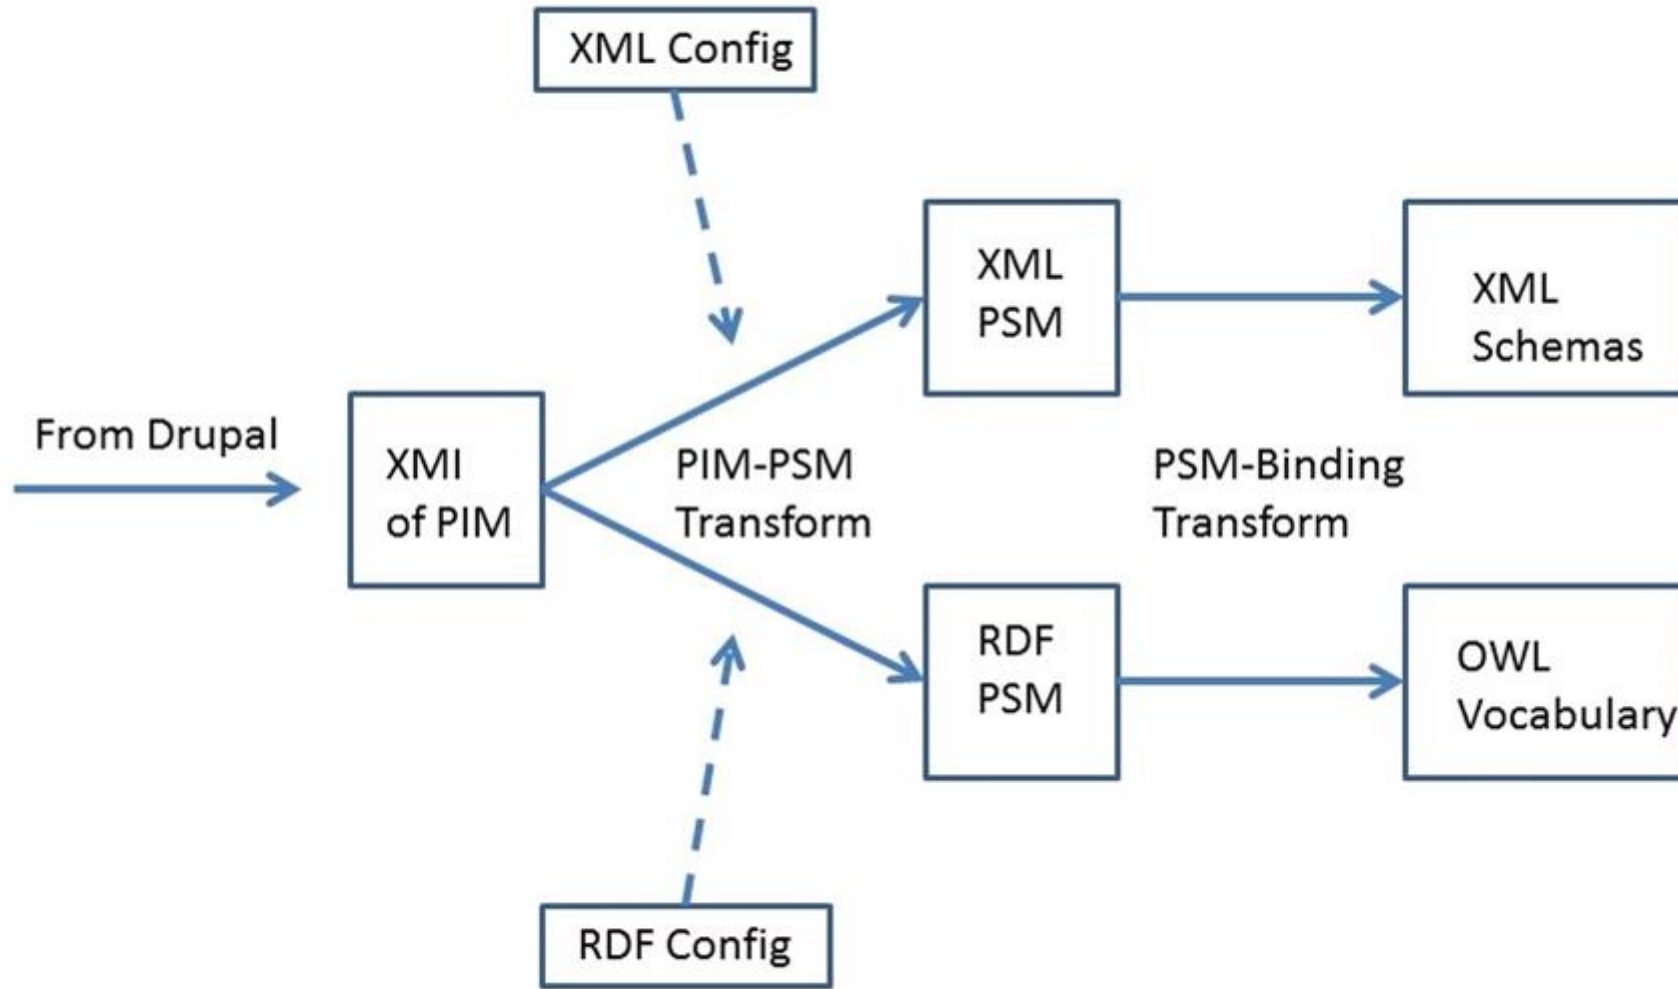 XML Config
XML
PSM
XML
Schemas
From Drupal
XMI
of PIM
PIM-PSM
Transform
PSM-Binding
Transform
RDF
PSM
OWL
Vocabulary
RDF Config